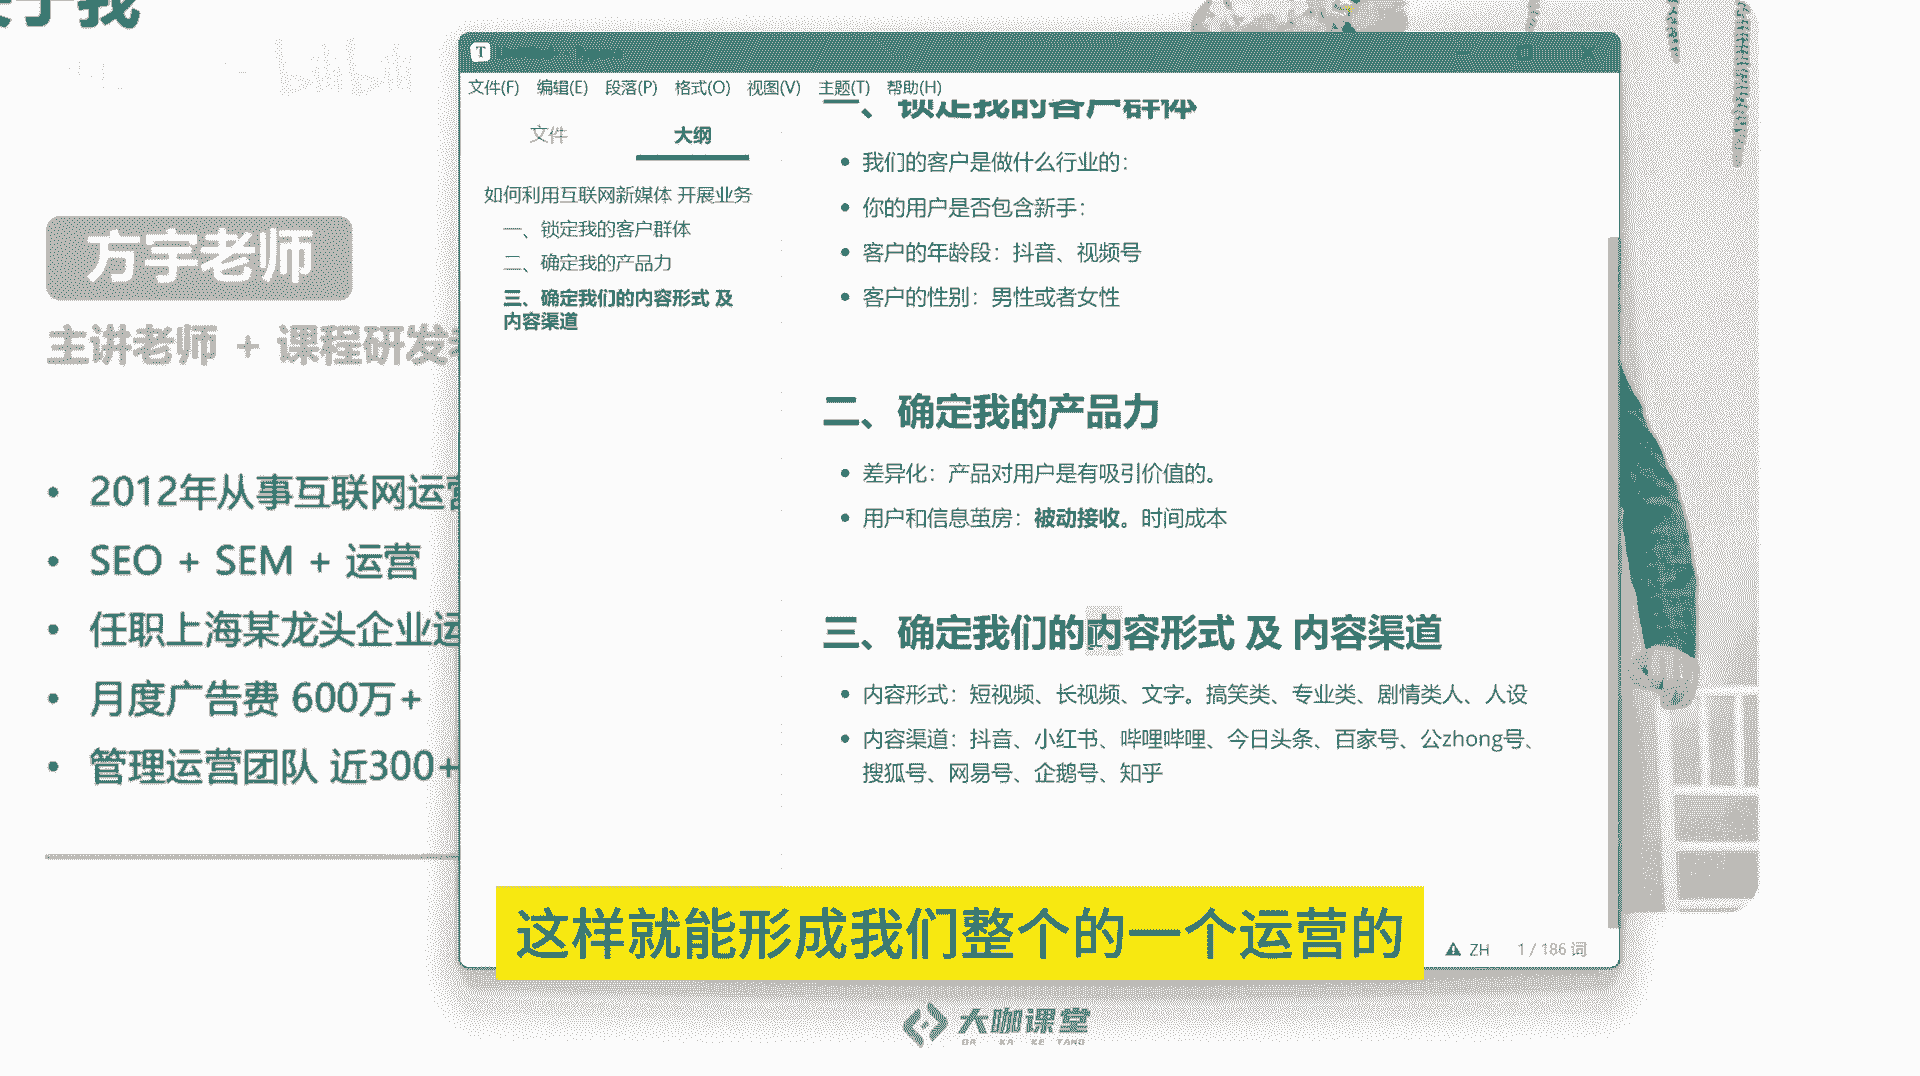 关于我
bilibili
方宇老师
主讲老师 + 课程研发老
2012年从事互联网运营
SEO + SEM + 运营
任职上海某龙头企业运
月度广告费 600万+
管理运营团队 近300+
T
文件(F) 编辑(E) 段落(P) 格式(O) 视图(V) 主题(T) 帮助(H)
文件 大纲
如何利用互联网新媒体 开展业务
一、锁定我的客户群体
二、确定我的产品力
三、确定我们的内容形式 及
内容渠道
一、锁定我的客户群体
我们的客户是做什么行业的：
你的用户是否包含新手：
客户的年龄段：抖音、视频号
客户的性别：男性或者女性
二、确定我的产品力
差异化：产品对用户是有吸引价值的。
用户和信息茧房：被动接收。时间成本
三、确定我们的内容形式 及 内容渠道
内容形式：短视频、长视频、文字。搞笑类、专业类、剧情类人、人设
内容渠道：抖音、小红书、哔哩哔哩、今日头条、百家号、公zhong号、
搜狐号、网易号、企鹅号、知乎
这样就能形成我们整个的一个运营的
ZH 1 / 186 词
大咖课堂
DA KA KE TANG